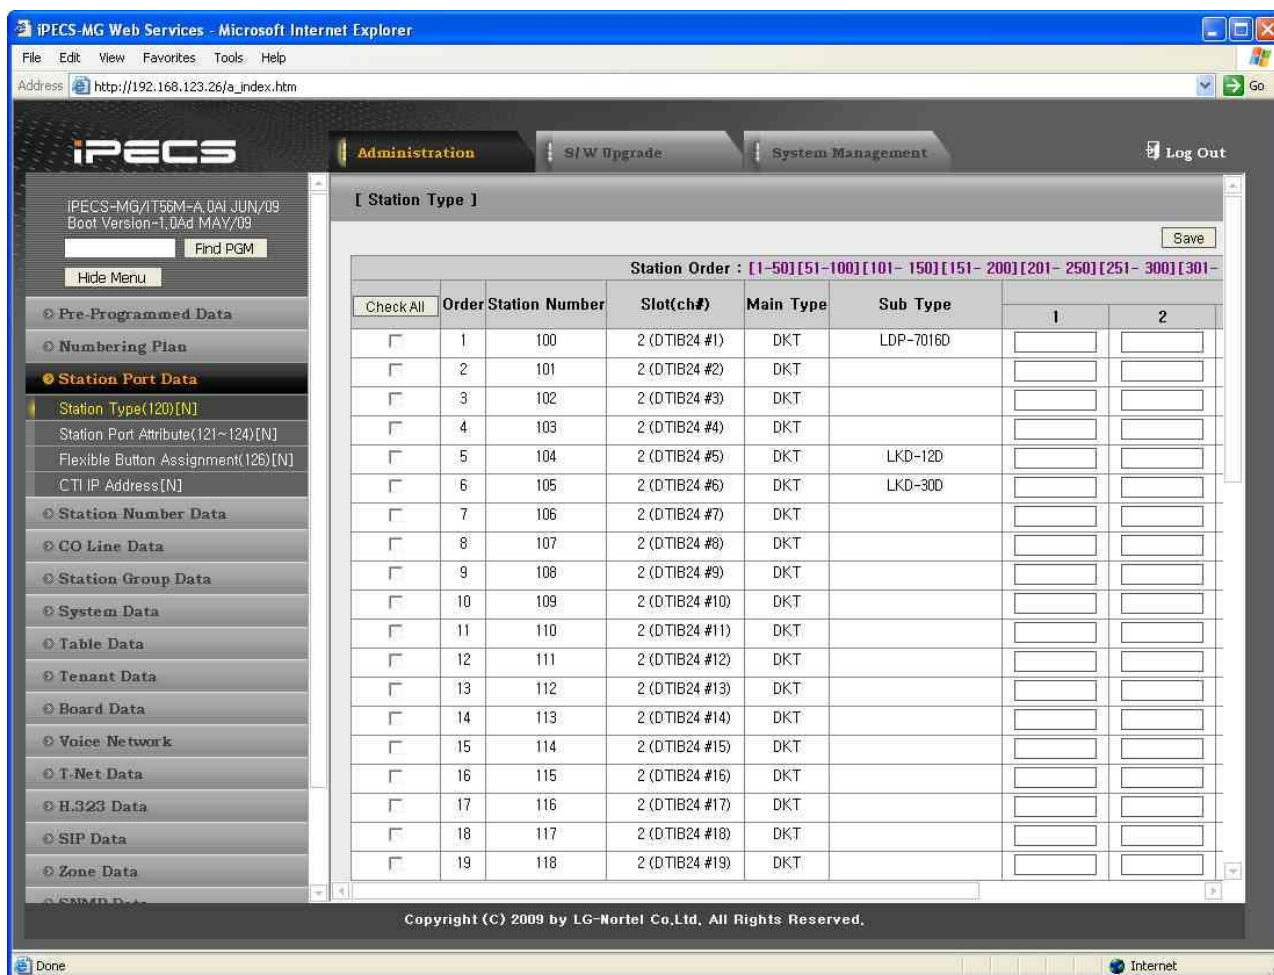 iPECS-MG Web Services - Microsoft Internet Explorer
File Edit View Favorites Tools Help
Address http://192.168.123.26/a_index.htm Go
iPECS
Administration S/W Upgrade System Management Log Out
iPECS-MG/IT56M-A.0Ai JUN/09
Boot Version-1.0Ad MAY/09
Find PGM
Hide Menu
Pre-Programmed Data
Numbering Plan
Station Port Data
Station Type(120)[N]
Station Port Attribute(121~124)[N]
Flexible Button Assignment(126)[N]
CTI IP Address[N]
Station Number Data
CO Line Data
Station Group Data
System Data
Table Data
Tenant Data
Board Data
Voice Network
T-Net Data
H.323 Data
SIP Data
Zone Data
[ Station Type ]
Save
Station Order : [1-50][51-100][101- 150][151- 200][201- 250][251- 300][301-
Check All Order Station Number Slot(ch#) Main Type Sub Type 1 2
1 100 2 (DTIB24 #1) DKT LDP-7016D
2 101 2 (DTIB24 #2) DKT
3 102 2 (DTIB24 #3) DKT
4 103 2 (DTIB24 #4) DKT
5 104 2 (DTIB24 #5) DKT LKD-12D
6 105 2 (DTIB24 #6) DKT LKD-30D
7 106 2 (DTIB24 #7) DKT
8 107 2 (DTIB24 #8) DKT
9 108 2 (DTIB24 #9) DKT
10 109 2 (DTIB24 #10) DKT
11 110 2 (DTIB24 #11) DKT
12 111 2 (DTIB24 #12) DKT
13 112 2 (DTIB24 #13) DKT
14 113 2 (DTIB24 #14) DKT
15 114 2 (DTIB24 #15) DKT
16 115 2 (DTIB24 #16) DKT
17 116 2 (DTIB24 #17) DKT
18 117 2 (DTIB24 #18) DKT
19 118 2 (DTIB24 #19) DKT
Copyright (C) 2009 by LG-Nortel Co,Ltd. All Rights Reserved.
Done Internet